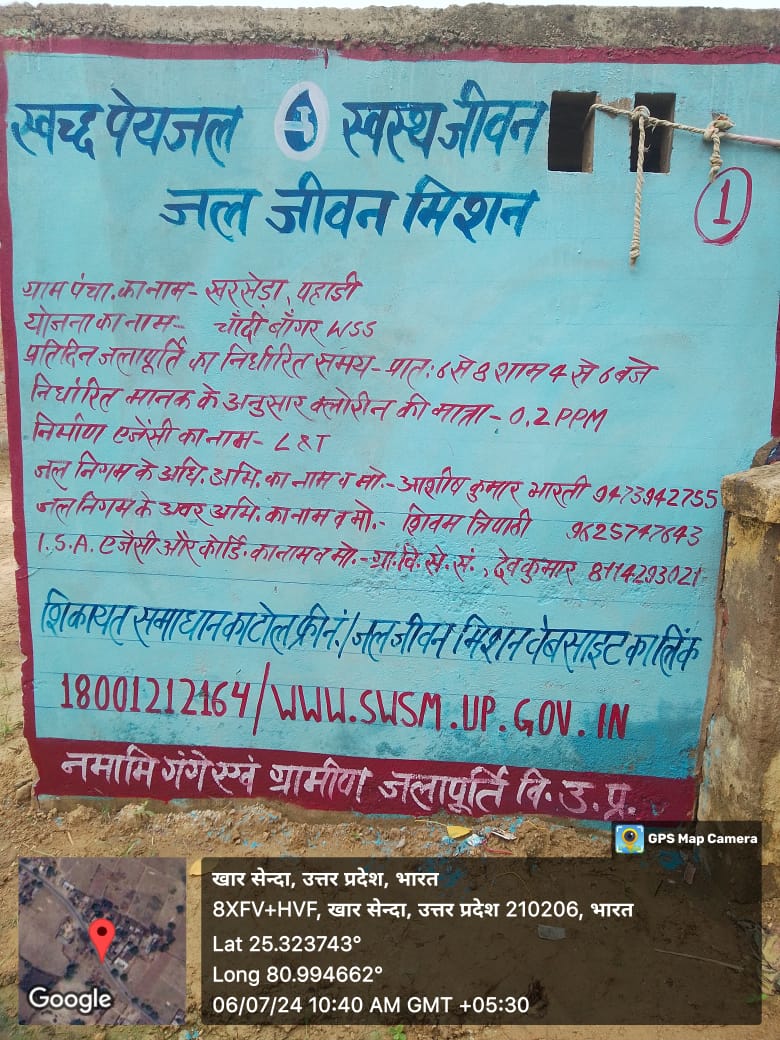 स्वच्छ पेयजल स्वस्थ जीवन
जल जीवन मिशन
1
ग्राम पंचा. का नाम- खरसेड़ा, पहाडी
योजना का नाम- चाँदी बाँगर WSS
प्रतिदिन जलापूर्ति का निर्धारित समय- प्रात: 6 से 8 शाम 4 से 6 बजे
निर्धारित मानक के अनुसार क्लोरीन की मात्रा- 0.2 PPM
निर्माण एजेंसी का नाम- L&T
जल निगम के अधि. अभि. का नाम व मो.- आशीष कुमार भारती 9473942755
जल निगम के अवर अभि. का नाम व मो.- शिवम त्रिपाठी 9625747643
I.S.A. एजेंसी और कोर्डि. का नाम व मो.- ग्रा. वि. से. सं., देव कुमार 8114293021
शिकायत समाधान का टोल फ्री नं./जल जीवन मिशन वेबसाइट का लिंक
18001212164/WWW.SWSM.UP.GOV.IN
नमामि गंगे एवं ग्रामीण जलापूर्ति वि. उ. प्र.
GPS Map Camera
खार सेन्दा, उत्तर प्रदेश, भारत
8XFV+HVF, खार सेन्दा, उत्तर प्रदेश 210206, भारत
Lat 25.323743°
Long 80.994662°
06/07/24 10:40 AM GMT +05:30
Google